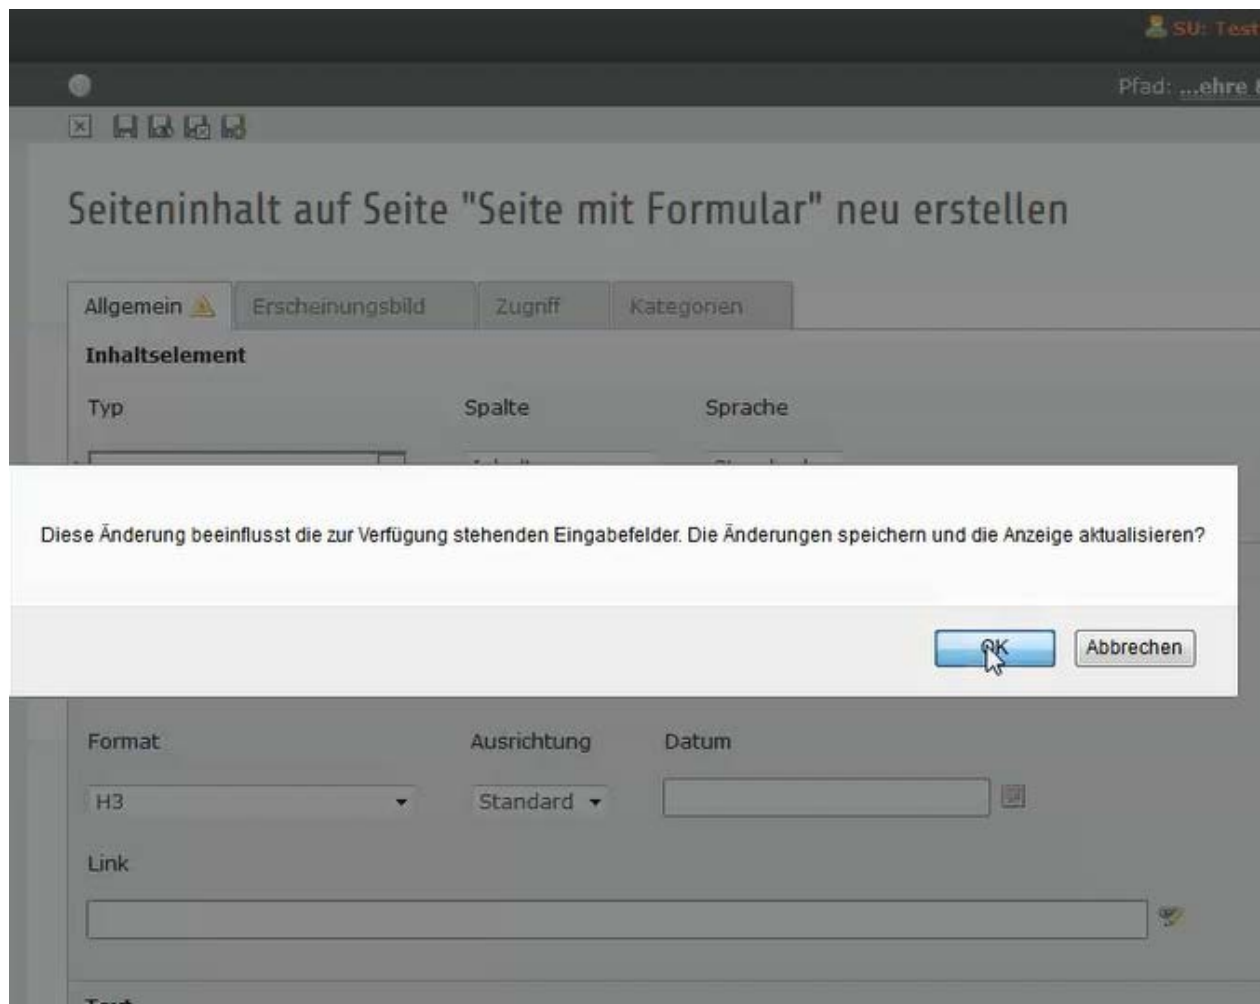 SU: Test
Pfad: ...ehre
Seiteninhalt auf Seite "Seite mit Formular" neu erstellen
Allgemein Erscheinungsbild Zugriff Kategorien
Inhaltselement
Typ Spalte Sprache
Diese Änderung beeinflusst die zur Verfügung stehenden Eingabefelder. Die Änderungen speichern und die Anzeige aktualisieren?
OK Abbrechen
Format Ausrichtung Datum
H3 Standard
Link